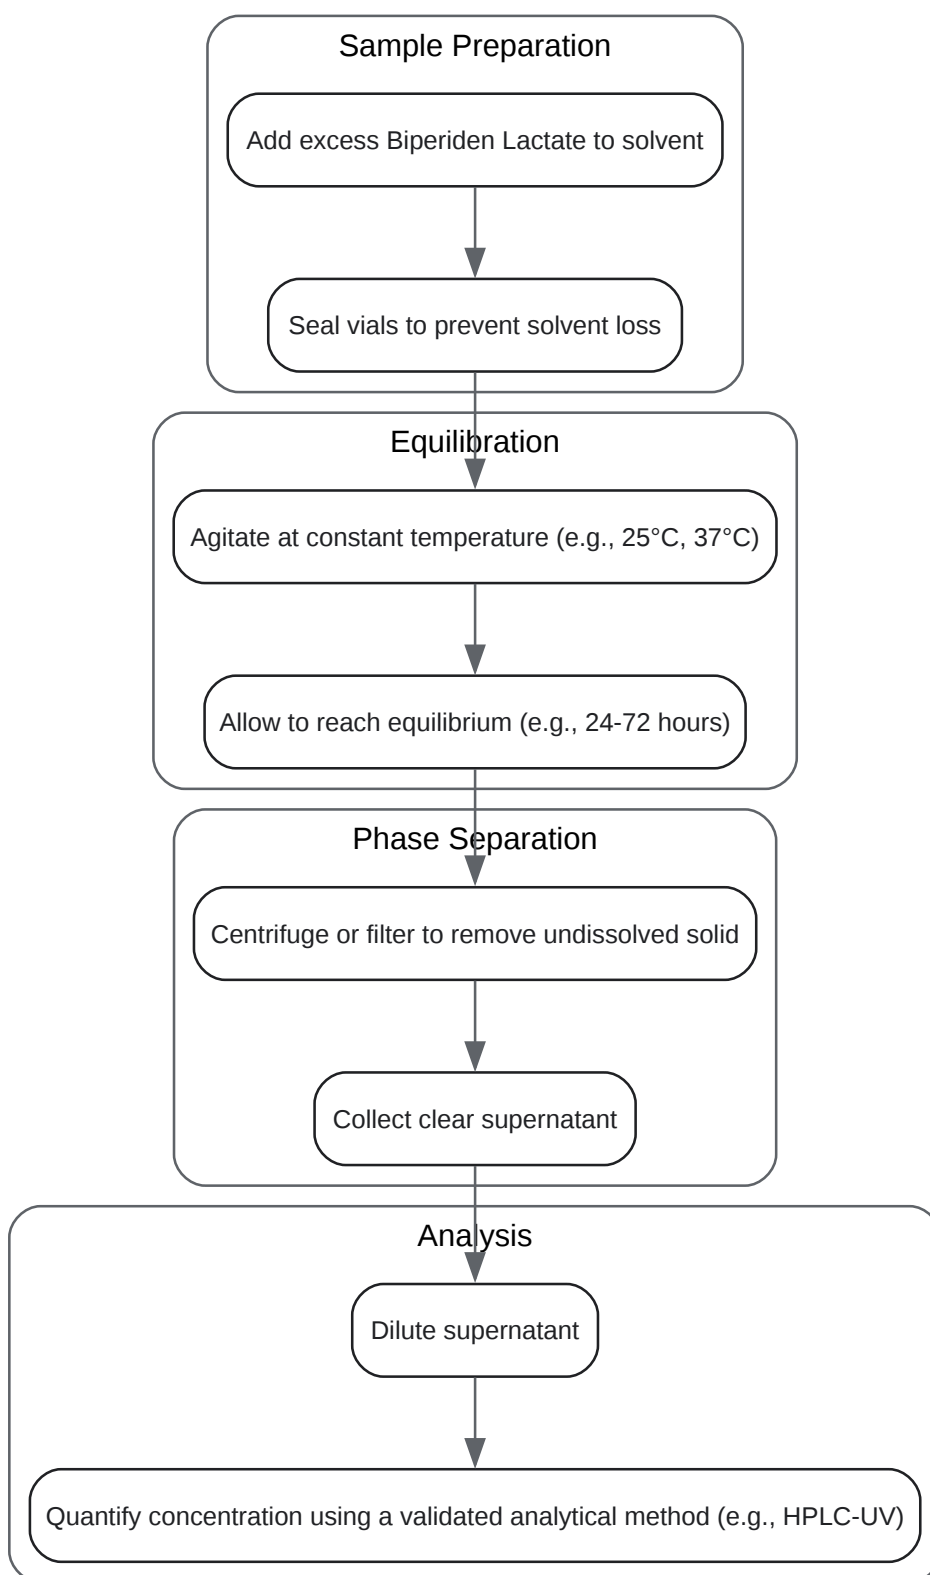 Sample Preparation
Add excess Biperiden Lactate to solvent
Seal vials to prevent solvent loss
Equilibration
Agitate at constant temperature (e.g., 25°C, 37°C)
Allow to reach equilibrium (e.g., 24-72 hours)
Phase Separation
Centrifuge or filter to remove undissolved solid
Collect clear supernatant
Analysis
Dilute supernatant
Quantify concentration using a validated analytical method (e.g., HPLC-UV)